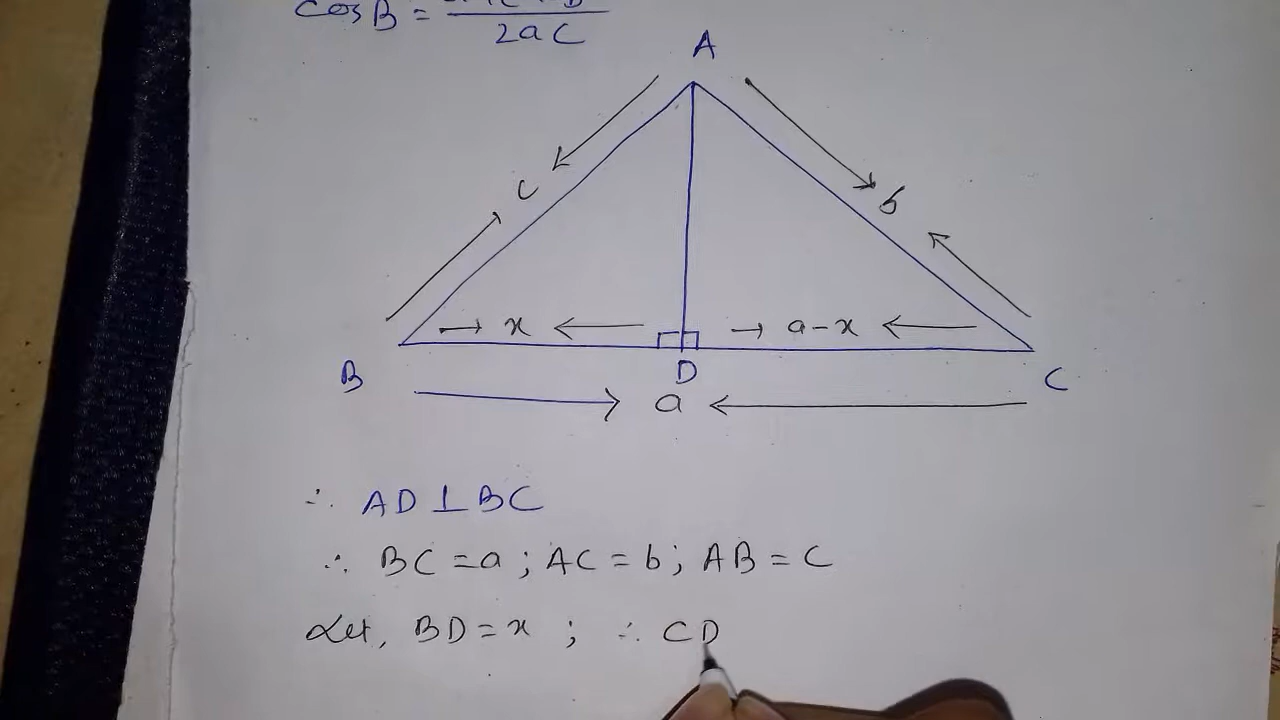 Cos B =
2ac
A
c
b
→ x ←
→ a-x ←
B
D
C
→ a ←
∴ AD ⊥ BC
∴ BC = a ; AC = b ; AB = c
Let, BD = x ; ∴ CD